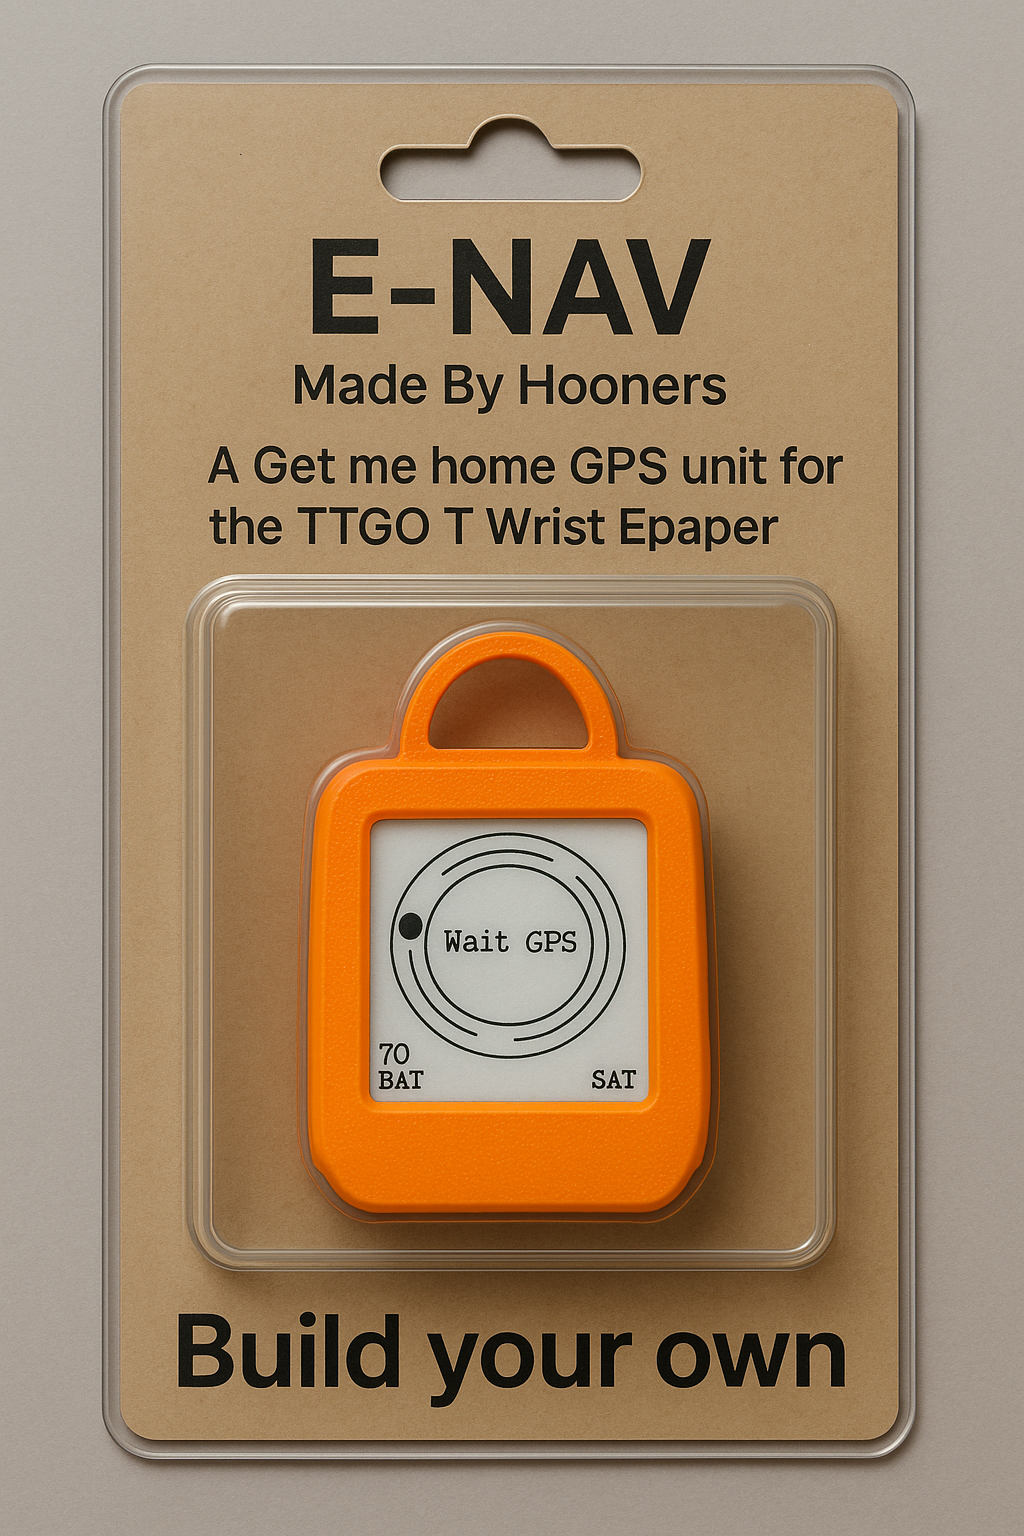 E-NAV
Made By Hooners
A Get me home GPS unit for
the TTGO T Wrist Epaper
Wait GPS
70
BAT
SAT
Build your own